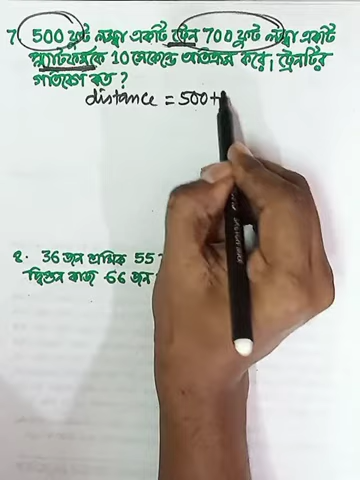 7. 500 ফুট লম্বা একটি ট্রেন 700 ফুট লম্বা একটি
প্ল্যাটফর্মকে 10 সেকেন্ডে অতিক্রম করে। ট্রেনটির
গতিবেগ কত ?
distance = 500+
৪. 36 জন শ্রমিক 55
দ্বিগুন কাজ 66 জন